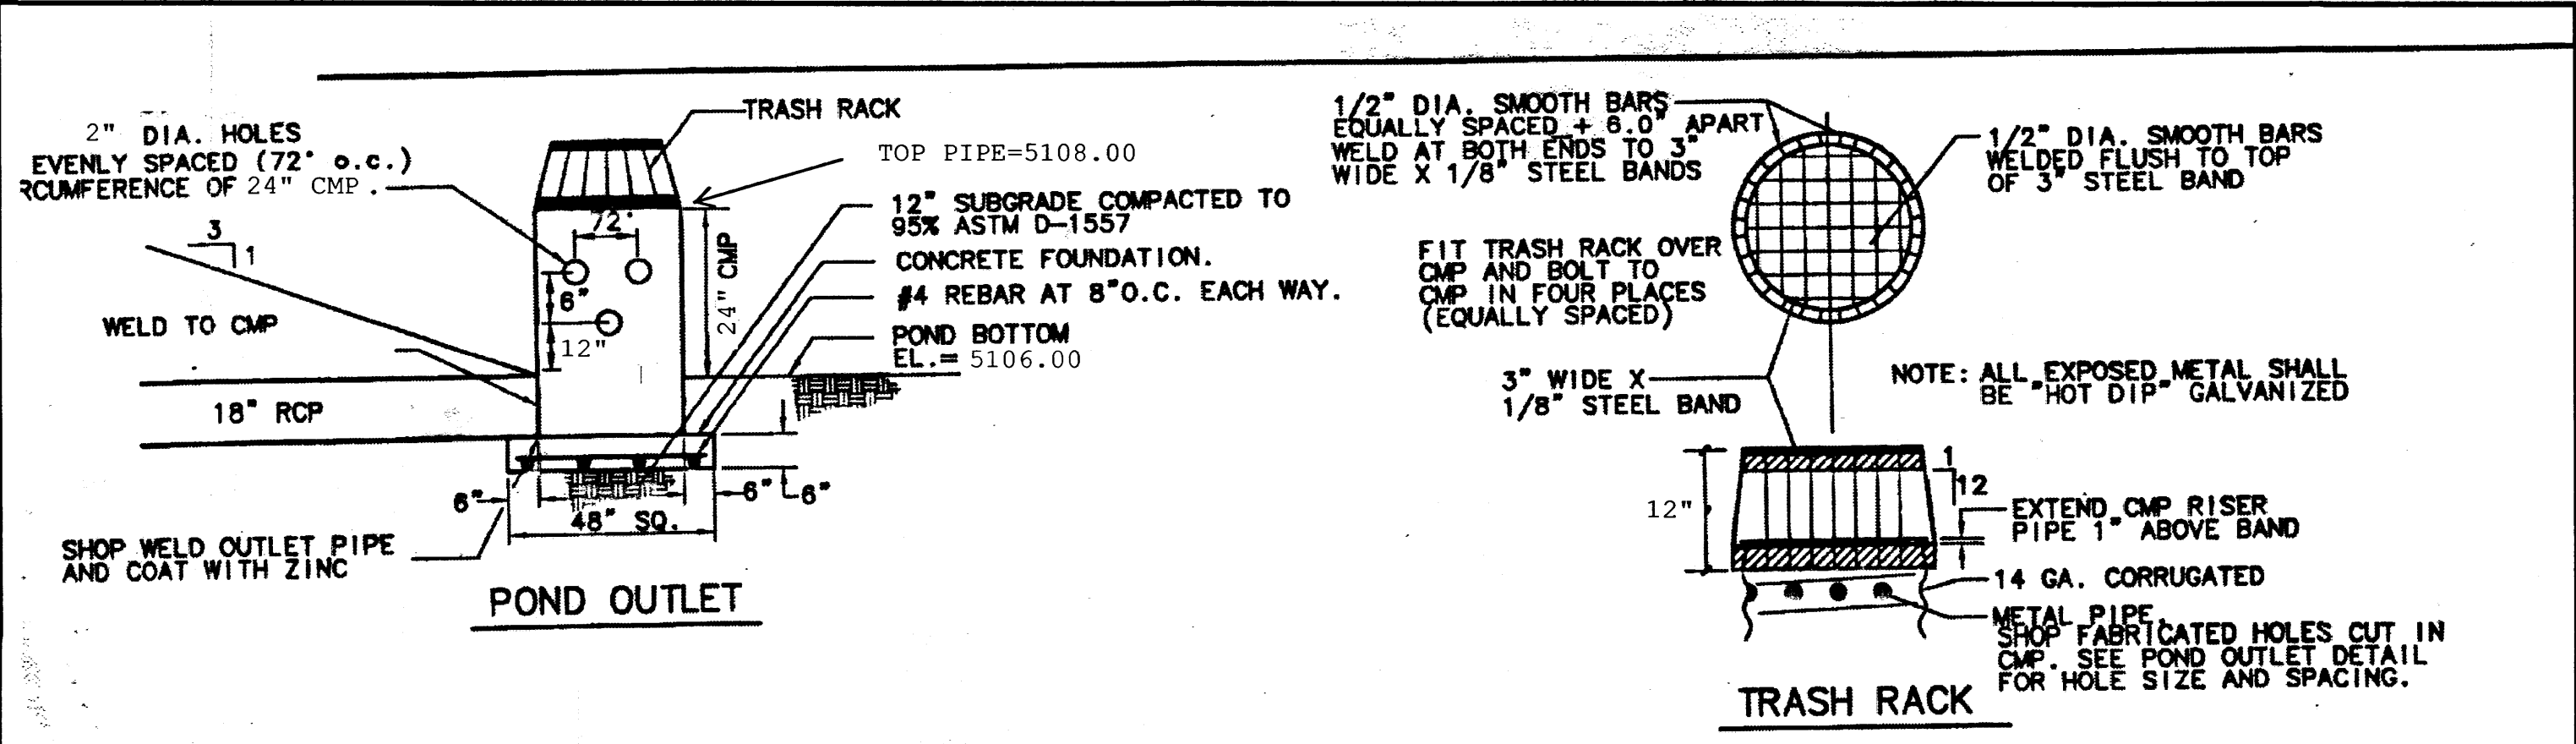 2" DIA. HOLES
EVENLY SPACED (72° o.c.)
RCUMFERENCE OF 24" CMP.
TRASH RACK
TOP PIPE=5108.00
12" SUBGRADE COMPACTED TO
95% ASTM D-1557
CONCRETE FOUNDATION.
#4 REBAR AT 8"O.C. EACH WAY.
POND BOTTOM
EL.= 5106.00
3
1
72°
6"
12"
24" CMP
WELD TO CMP
18" RCP
6"
6"
6"
48" SQ.
SHOP WELD OUTLET PIPE
AND COAT WITH ZINC
POND OUTLET
1/2" DIA. SMOOTH BARS
EQUALLY SPACED + 6.0" APART
WELD AT BOTH ENDS TO 3"
WIDE X 1/8" STEEL BANDS
1/2" DIA. SMOOTH BARS
WELDED FLUSH TO TOP
OF 3" STEEL BAND
FIT TRASH RACK OVER
CMP AND BOLT TO
CMP IN FOUR PLACES
(EQUALLY SPACED)
3" WIDE X
1/8" STEEL BAND
NOTE: ALL EXPOSED METAL SHALL
BE "HOT DIP" GALVANIZED
12"
1
12
EXTEND CMP RISER
PIPE 1" ABOVE BAND
14 GA. CORRUGATED
METAL PIPE.
SHOP FABRICATED HOLES CUT IN
CMP. SEE POND OUTLET DETAIL
FOR HOLE SIZE AND SPACING.
TRASH RACK